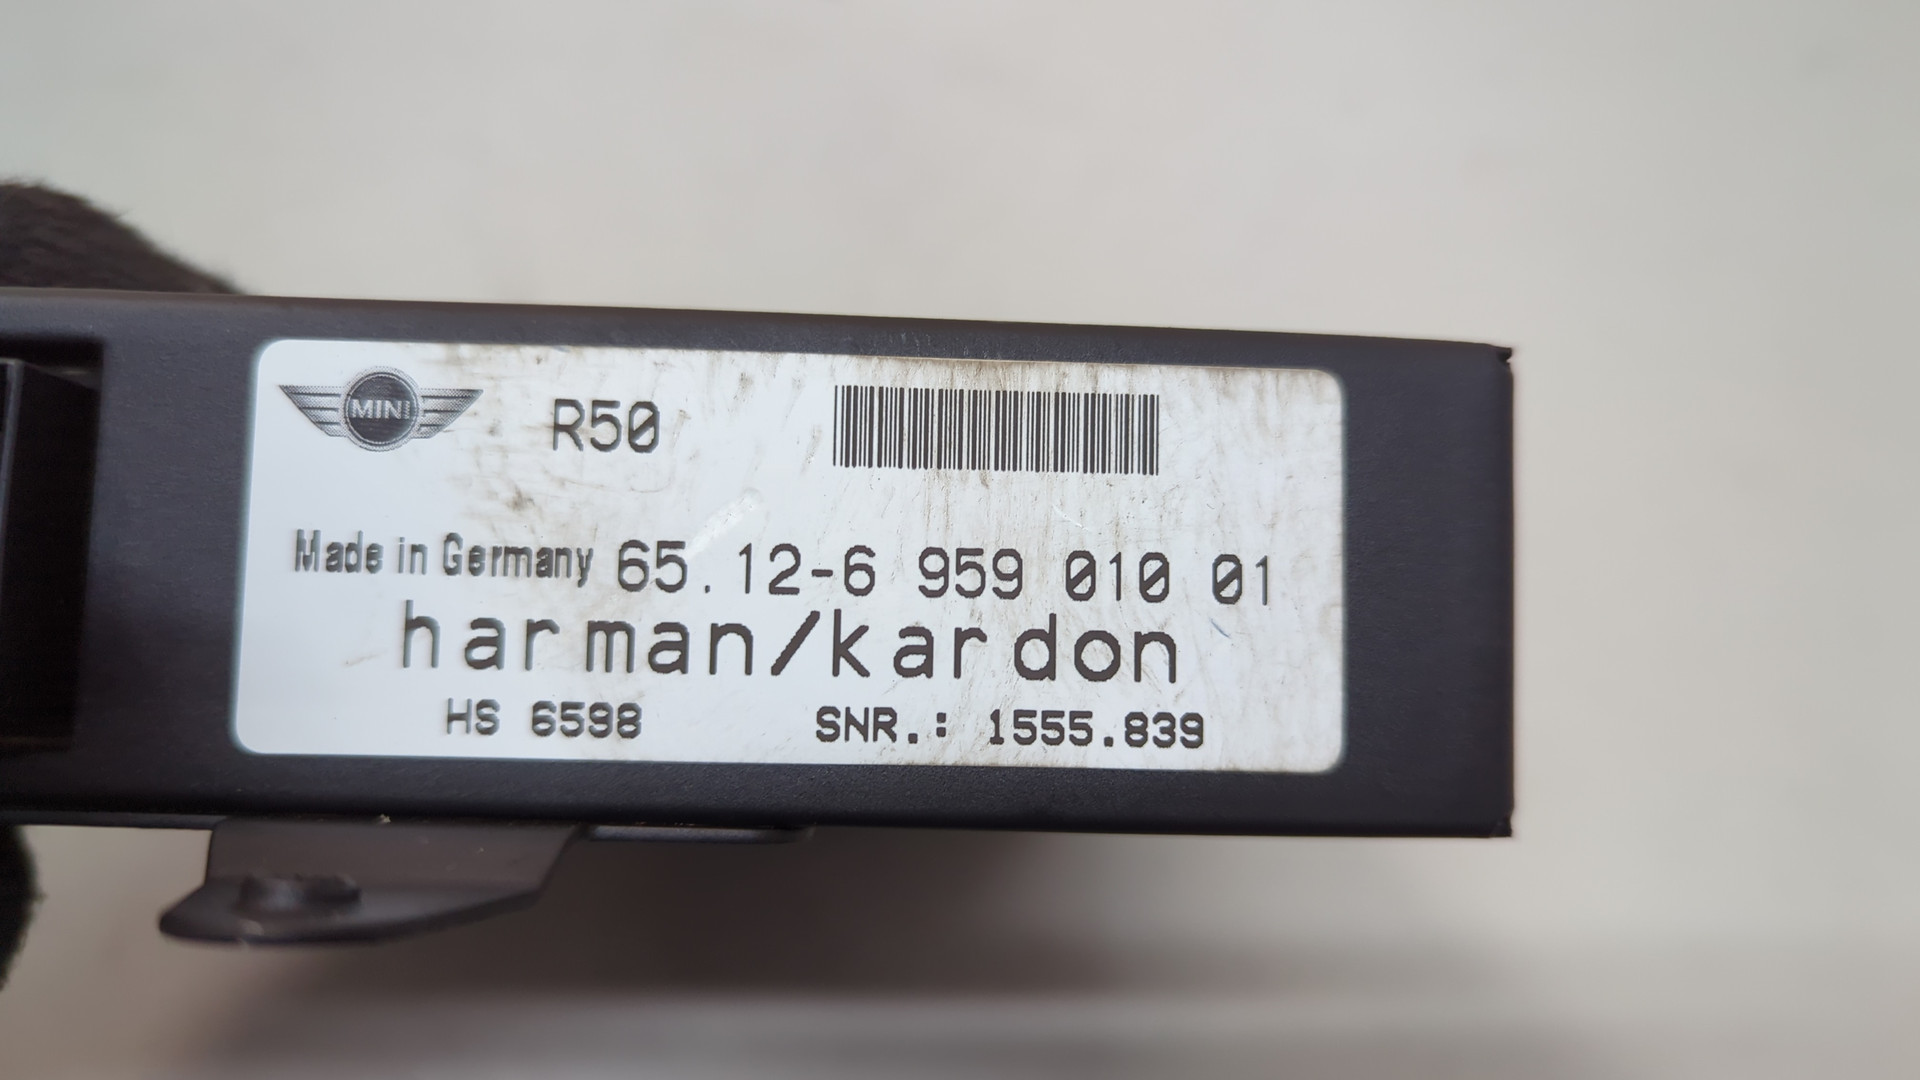 MINI R50
Made in Germany 65.12-6 959 010 01
harman/kardon
HS 6598 SNR.: 1555.839